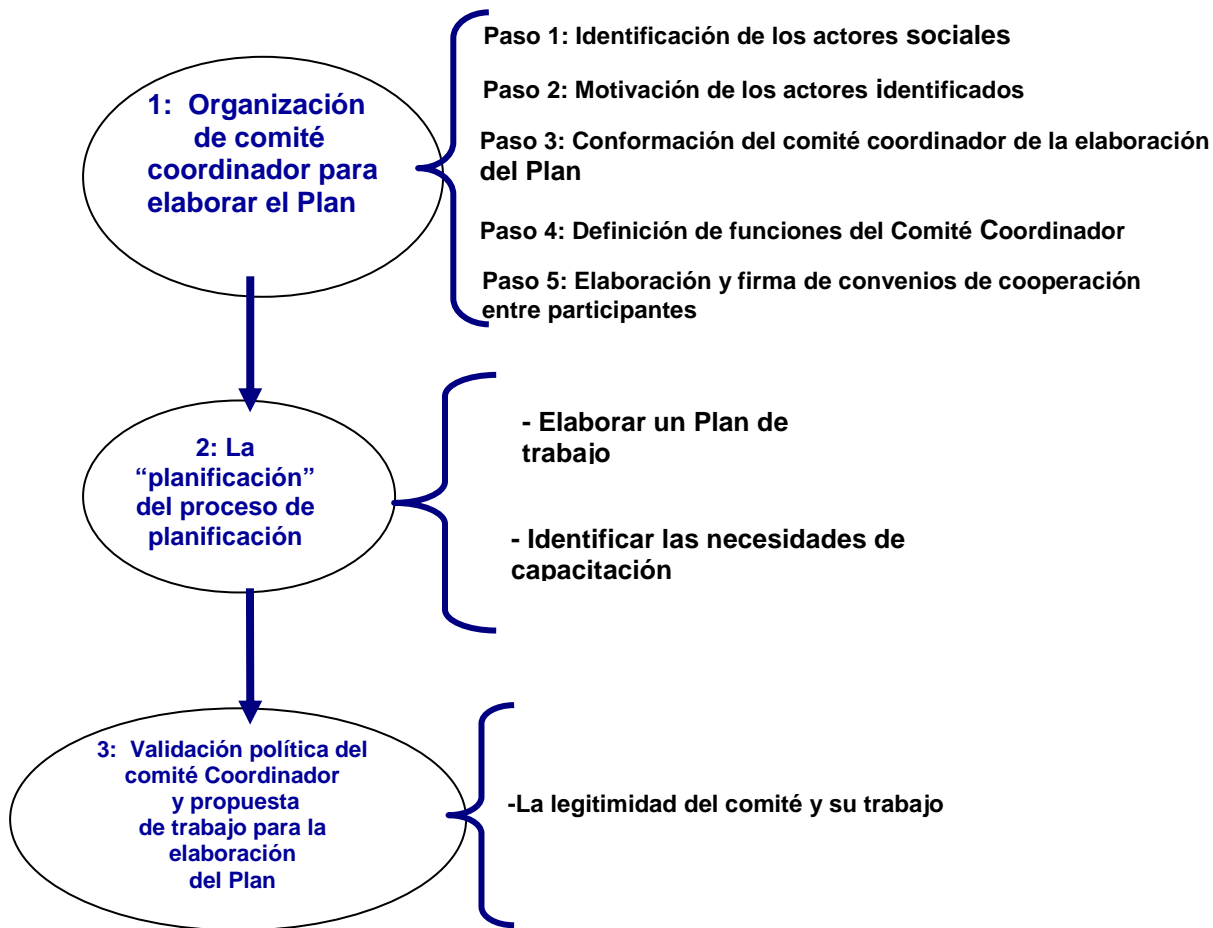 1: Organización
de comité
coordinador para
elaborar el Plan
Paso 1: Identificación de los actores sociales
Paso 2: Motivación de los actores identificados
Paso 3: Conformación del comité coordinador de la elaboración
del Plan
Paso 4: Definición de funciones del Comité Coordinador
Paso 5: Elaboración y firma de convenios de cooperación
entre participantes
2: La
“planificación”
del proceso de
planificación
- Elaborar un Plan de
trabajo
- Identificar las necesidades de
capacitación
3: Validación política del
comité Coordinador
y propuesta
de trabajo para la
elaboración
del Plan
-La legitimidad del comité y su trabajo